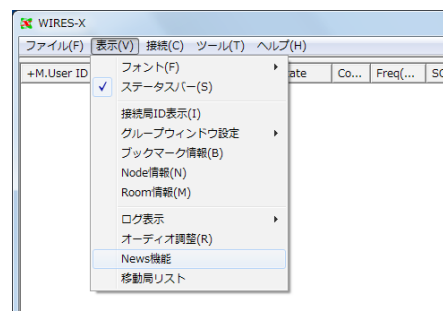 WIRES-X
ファイル(F) 表示(V) 接続(C) ツール(T) ヘルプ(H)
+M.User ID ate Co... Freq(... SC
フォント(F)
ステータスバー(S)
接続局ID表示(I)
グループウィンドウ設定
ブックマーク情報(B)
Node情報(N)
Room情報(M)
ログ表示
オーディオ調整(R)
News機能
移動局リスト